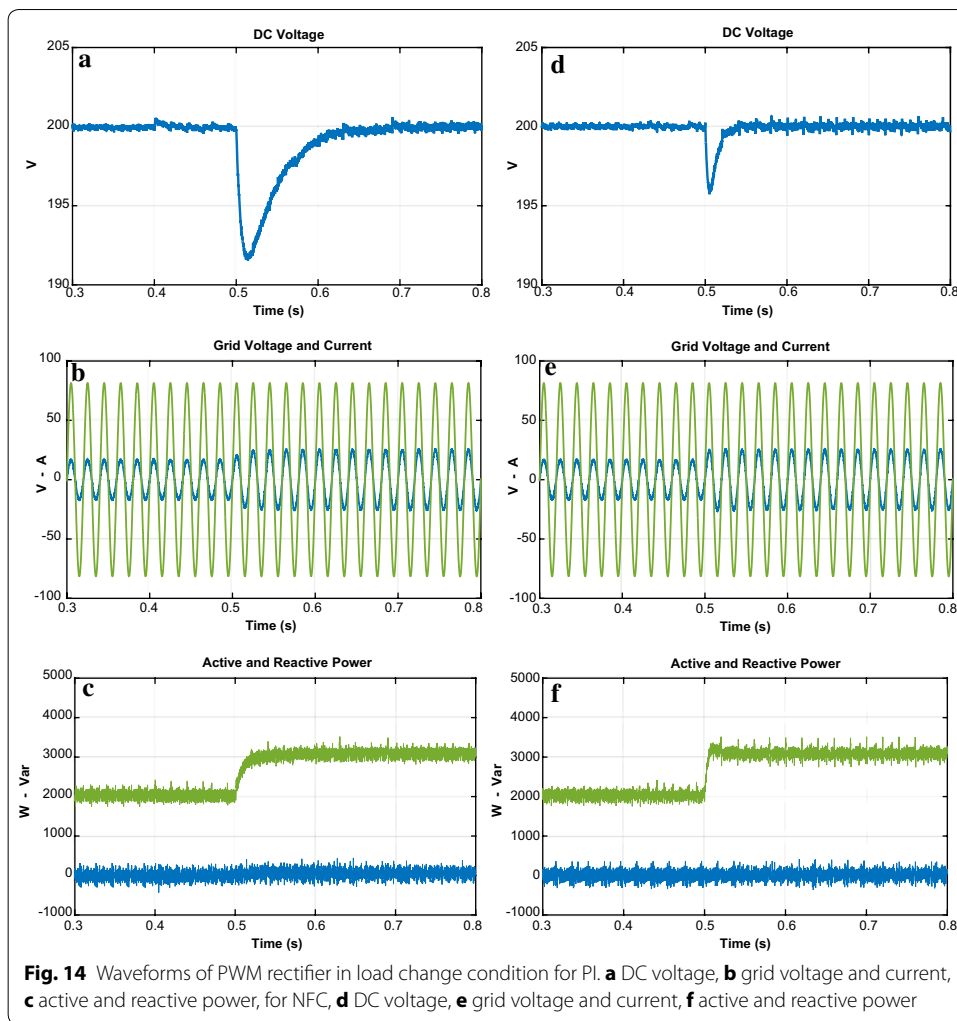 DC Voltage
a
205
200
195
190
V
0.3 0.4 0.5 0.6 0.7 0.8
Time (s)
DC Voltage
d
205
200
195
190
V
0.3 0.4 0.5 0.6 0.7 0.8
Time (s)
Grid Voltage and Current
b
100
50
0
-50
-100
V - A
0.3 0.4 0.5 0.6 0.7 0.8
Time (s)
Grid Voltage and Current
e
100
50
0
-50
-100
V - A
0.3 0.4 0.5 0.6 0.7 0.8
Time (s)
Active and Reactive Power
c
5000
4000
3000
2000
1000
0
-1000
W - Var
0.3 0.4 0.5 0.6 0.7 0.8
Time (s)
Active and Reactive Power
f
5000
4000
3000
2000
1000
0
-1000
W - Var
0.3 0.4 0.5 0.6 0.7 0.8
Time (s)
Fig. 14 Waveforms of PWM rectifier in load change condition for PI. a DC voltage, b grid voltage and current,
c active and reactive power, for NFC, d DC voltage, e grid voltage and current, f active and reactive power